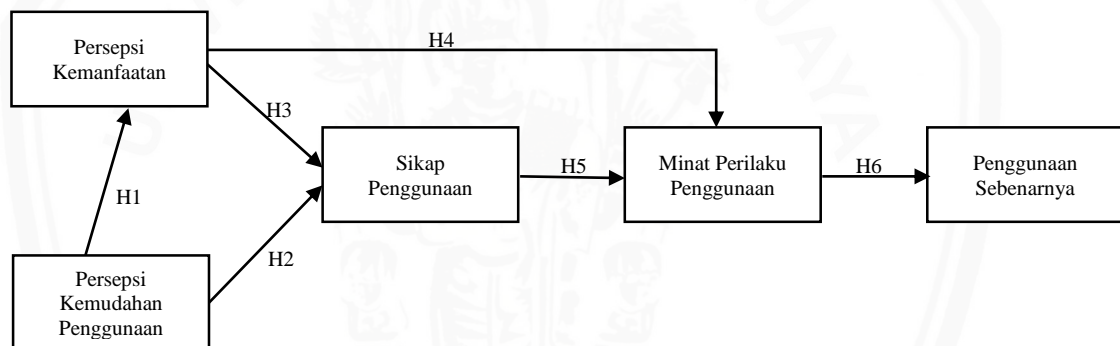 Persepsi
Kemanfaatan
H4
H3
H1
Sikap
Penggunaan
H5
Minat Perilaku
Penggunaan
H6
Penggunaan
Sebenarnya
H2
Persepsi
Kemudahan
Penggunaan